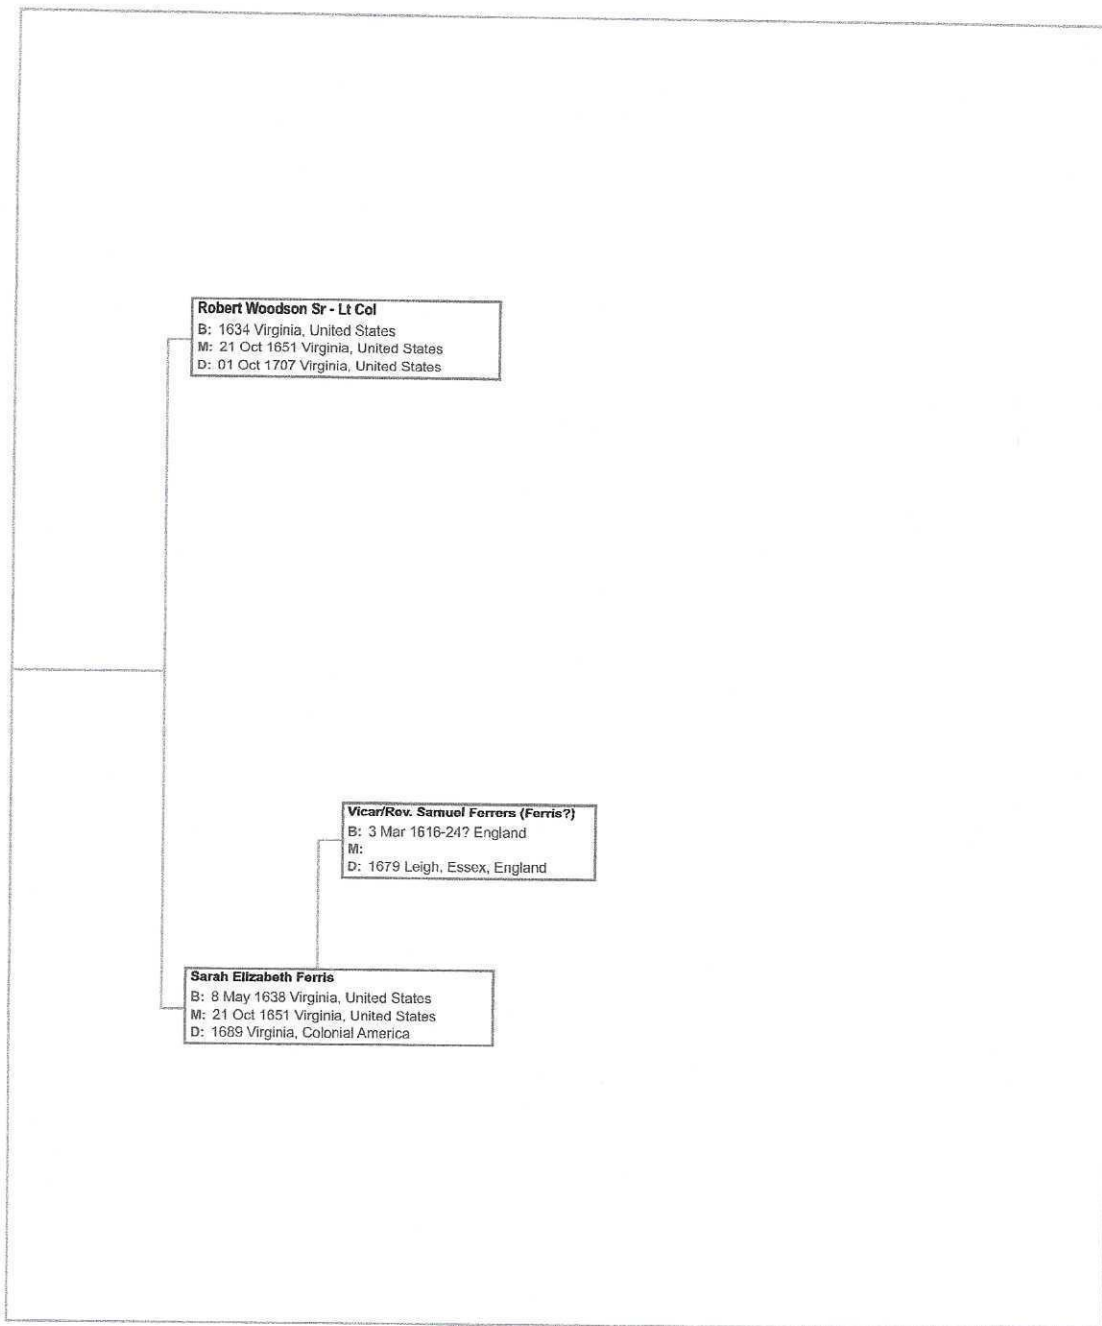 Robert Woodson Sr - Lt Col
B: 1634 Virginia, United States
M: 21 Oct 1651 Virginia, United States
D: 01 Oct 1707 Virginia, United States
Vicar/Rev. Samuel Ferrers (Ferris?)
B: 3 Mar 1616-24? England
M:
D: 1679 Leigh, Essex, England
Sarah Elizabeth Ferris
B: 8 May 1638 Virginia, United States
M: 21 Oct 1651 Virginia, United States
D: 1689 Virginia, Colonial America